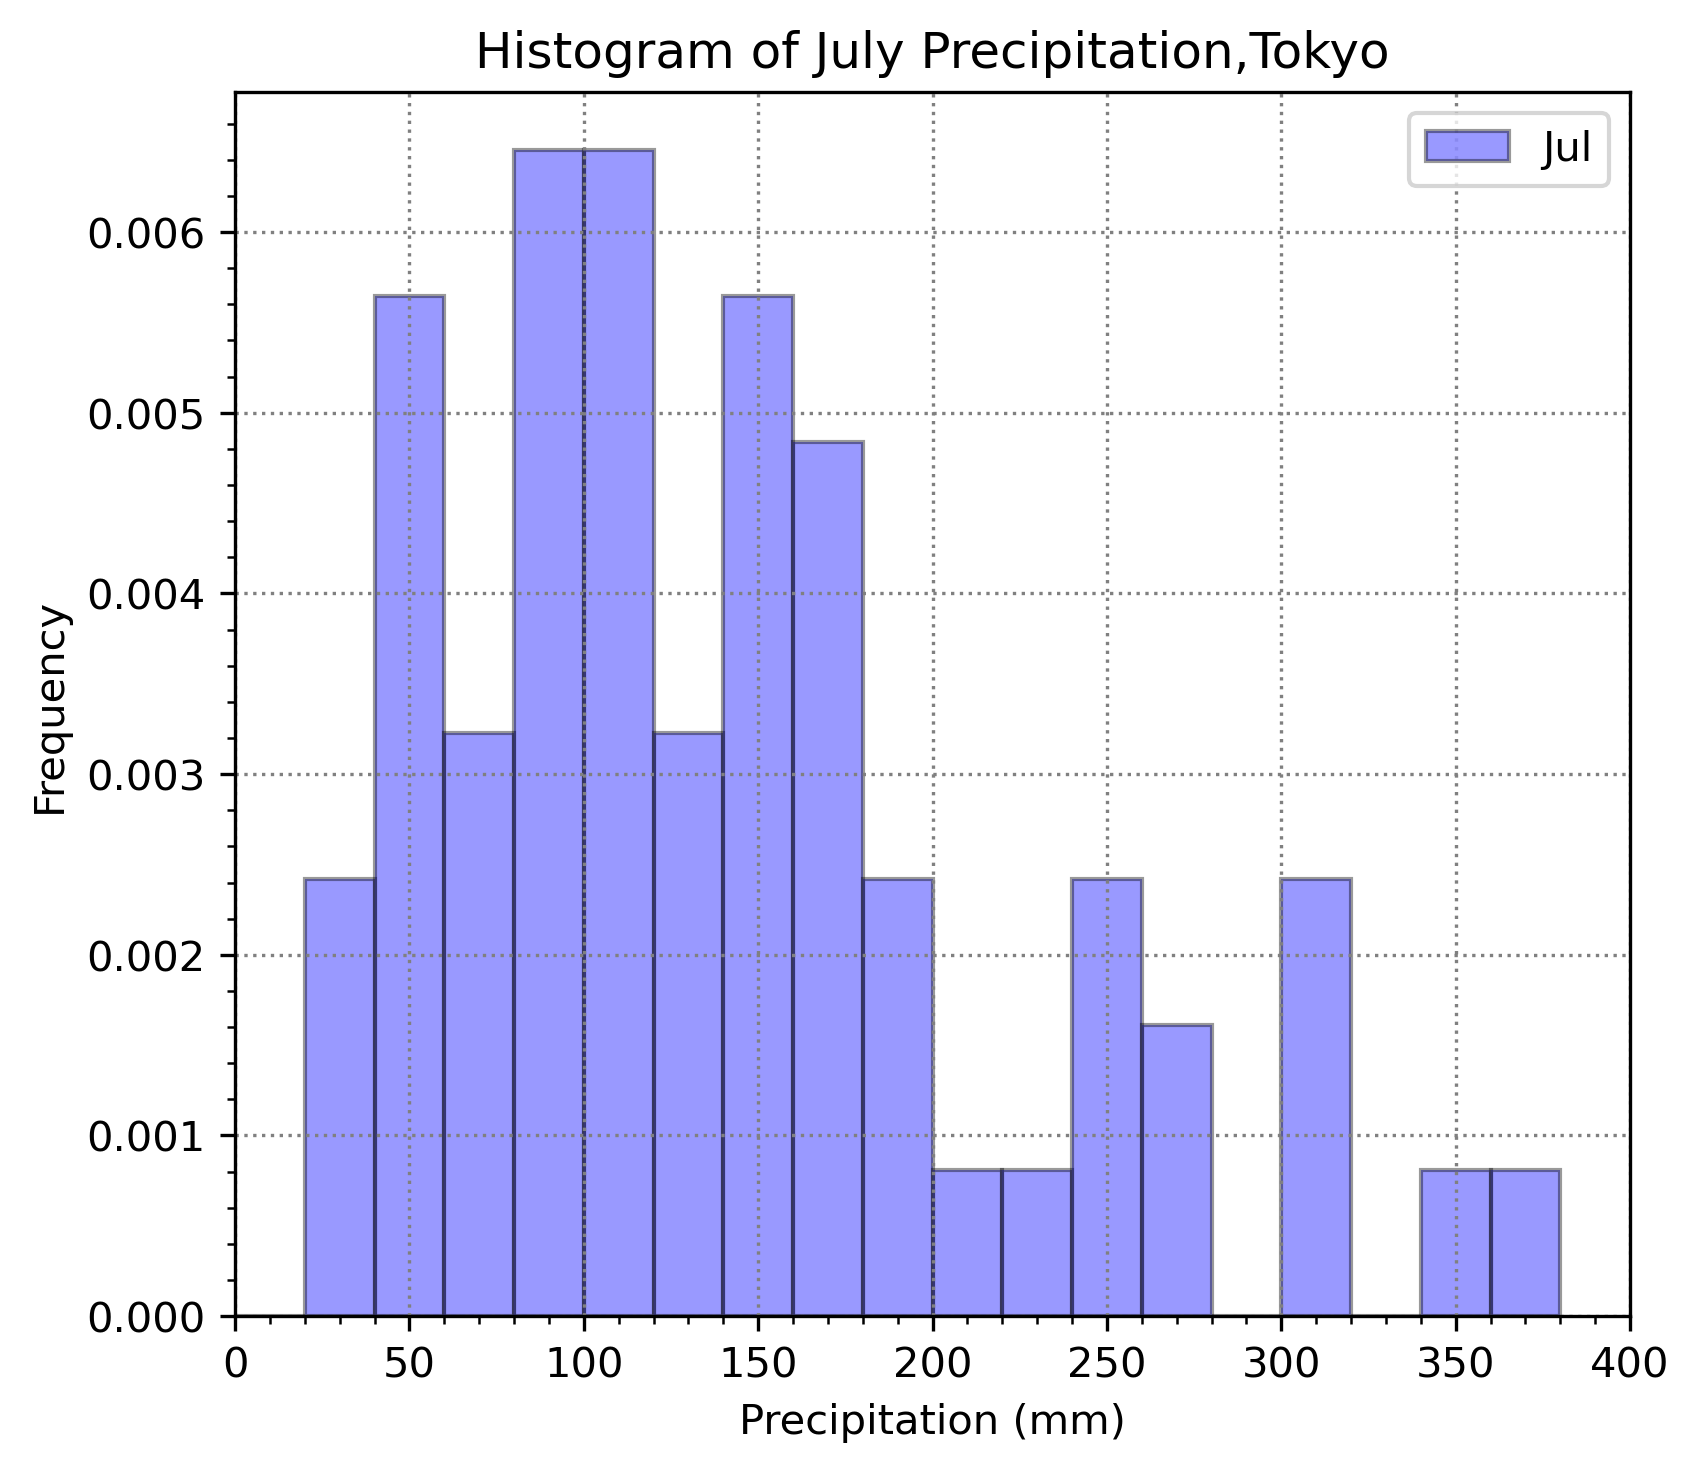 Histogram of July Precipitation,Tokyo
Jul
Frequency
0.006
0.005
0.004
0.003
0.002
0.001
0.000
0 50 100 150 200 250 300 350 400
Precipitation (mm)